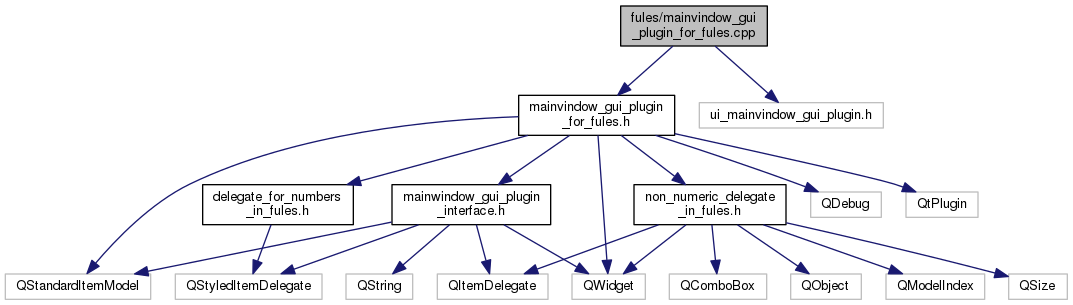 fules/mainvindow_gui
_plugin_for_fules.cpp
mainvindow_gui_plugin
_for_fules.h
ui_mainvindow_gui_plugin.h
delegate_for_numbers
_in_fules.h
mainwindow_gui_plugin
_interface.h
non_numeric_delegate
_in_fules.h
QDebug
QtPlugin
QStandardItemModel
QStyledItemDelegate
QString
QItemDelegate
QWidget
QComboBox
QObject
QModelIndex
QSize